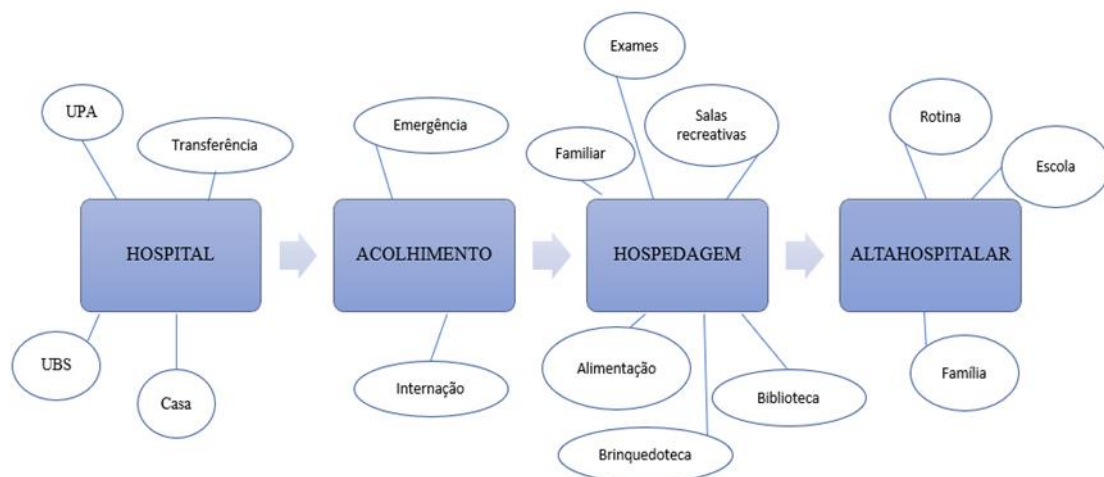 Exames
UPA
Transferência
Emergência
Salas
recreativas
Familiar
Rotina
Escola
HOSPITAL
ACOLHIMENTO
HOSPEDAGEM
ALTAHOSPITALAR
UBS
Casa
Internação
Alimentação
Biblioteca
Brinquedoteca
Família